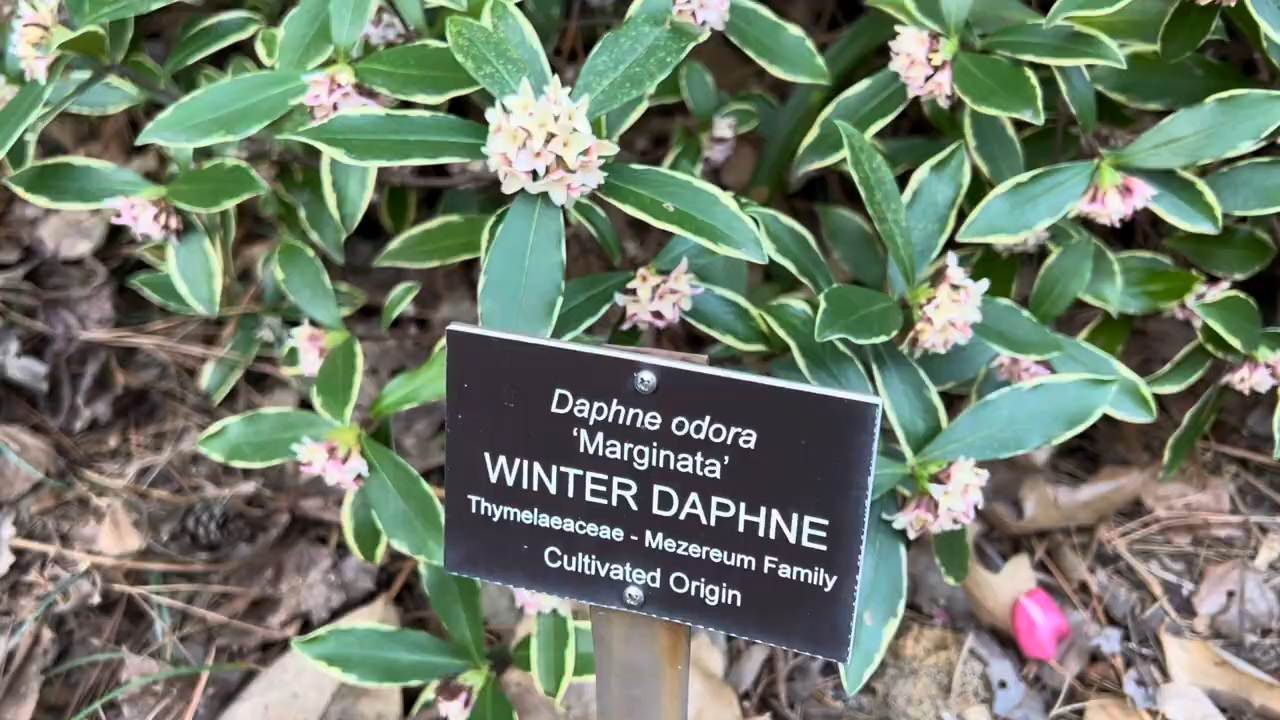 Daphne odora
‘Marginata’
WINTER DAPHNE
Thymelaeaceae - Mezereum Family
Cultivated Origin